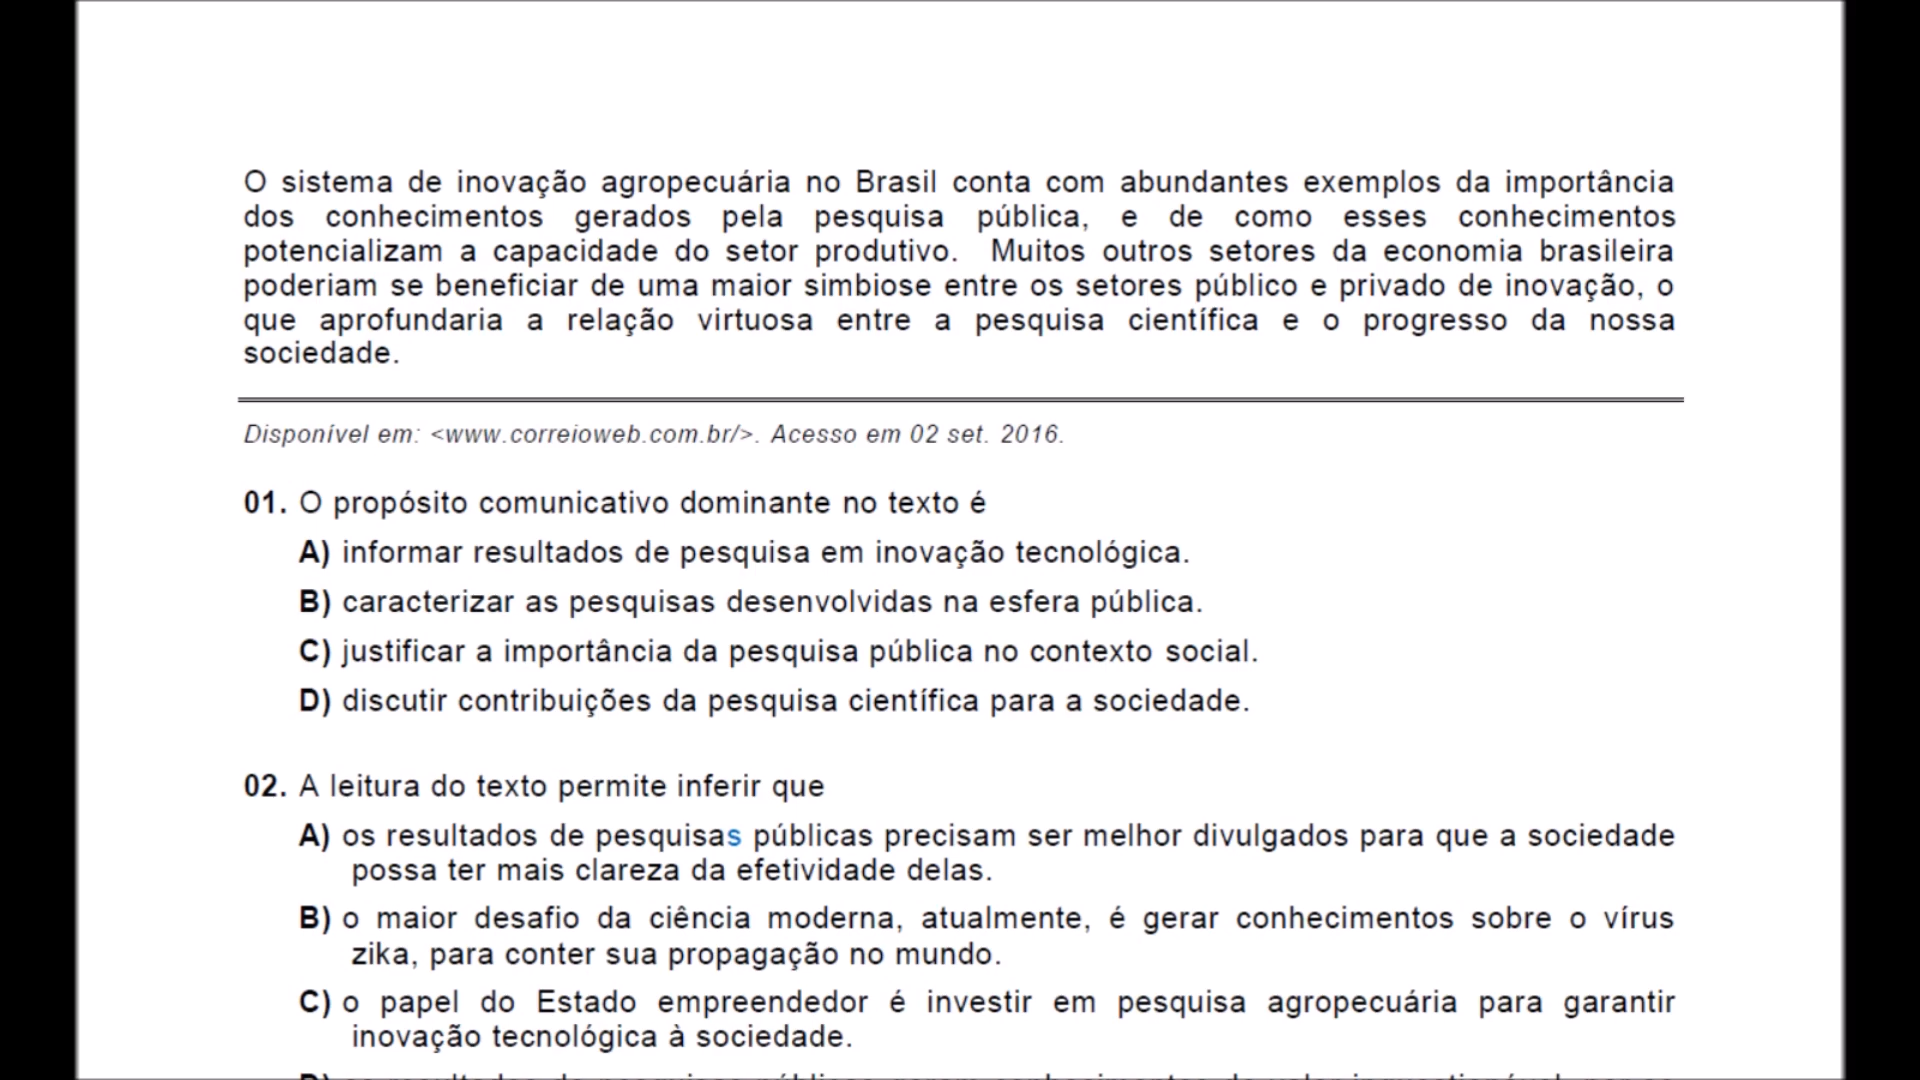 O sistema de inovação agropecuária no Brasil conta com abundantes exemplos da importância
dos conhecimentos gerados pela pesquisa pública, e de como esses conhecimentos
potencializam a capacidade do setor produtivo. Muitos outros setores da economia brasileira
poderiam se beneficiar de uma maior simbiose entre os setores público e privado de inovação, o
que aprofundaria a relação virtuosa entre a pesquisa científica e o progresso da nossa
sociedade.
Disponível em: <www.correioweb.com.br/>. Acesso em 02 set. 2016.
01. O propósito comunicativo dominante no texto é
A) informar resultados de pesquisa em inovação tecnológica.
B) caracterizar as pesquisas desenvolvidas na esfera pública.
C) justificar a importância da pesquisa pública no contexto social.
D) discutir contribuições da pesquisa científica para a sociedade.
02. A leitura do texto permite inferir que
A) os resultados de pesquisas públicas precisam ser melhor divulgados para que a sociedade
possa ter mais clareza da efetividade delas.
B) o maior desafio da ciência moderna, atualmente, é gerar conhecimentos sobre o vírus
zika, para conter sua propagação no mundo.
C) o papel do Estado empreendedor é investir em pesquisa agropecuária para garantir
inovação tecnológica à sociedade.